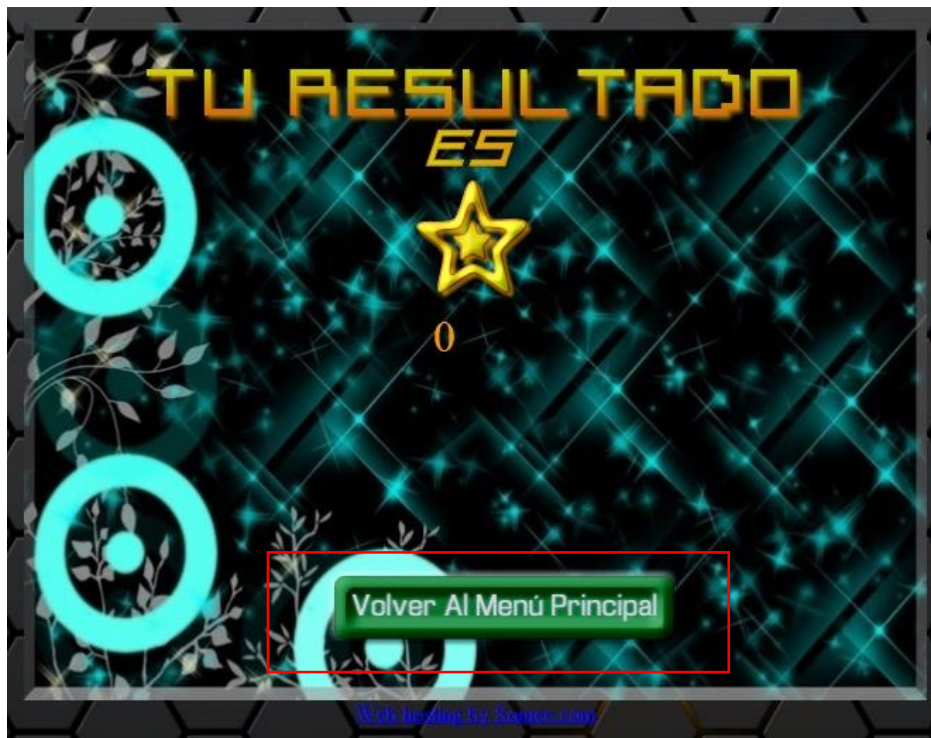 TU RESULTADO
ES
0
Volver Al Menú Principal
Web hosting by Somee.com